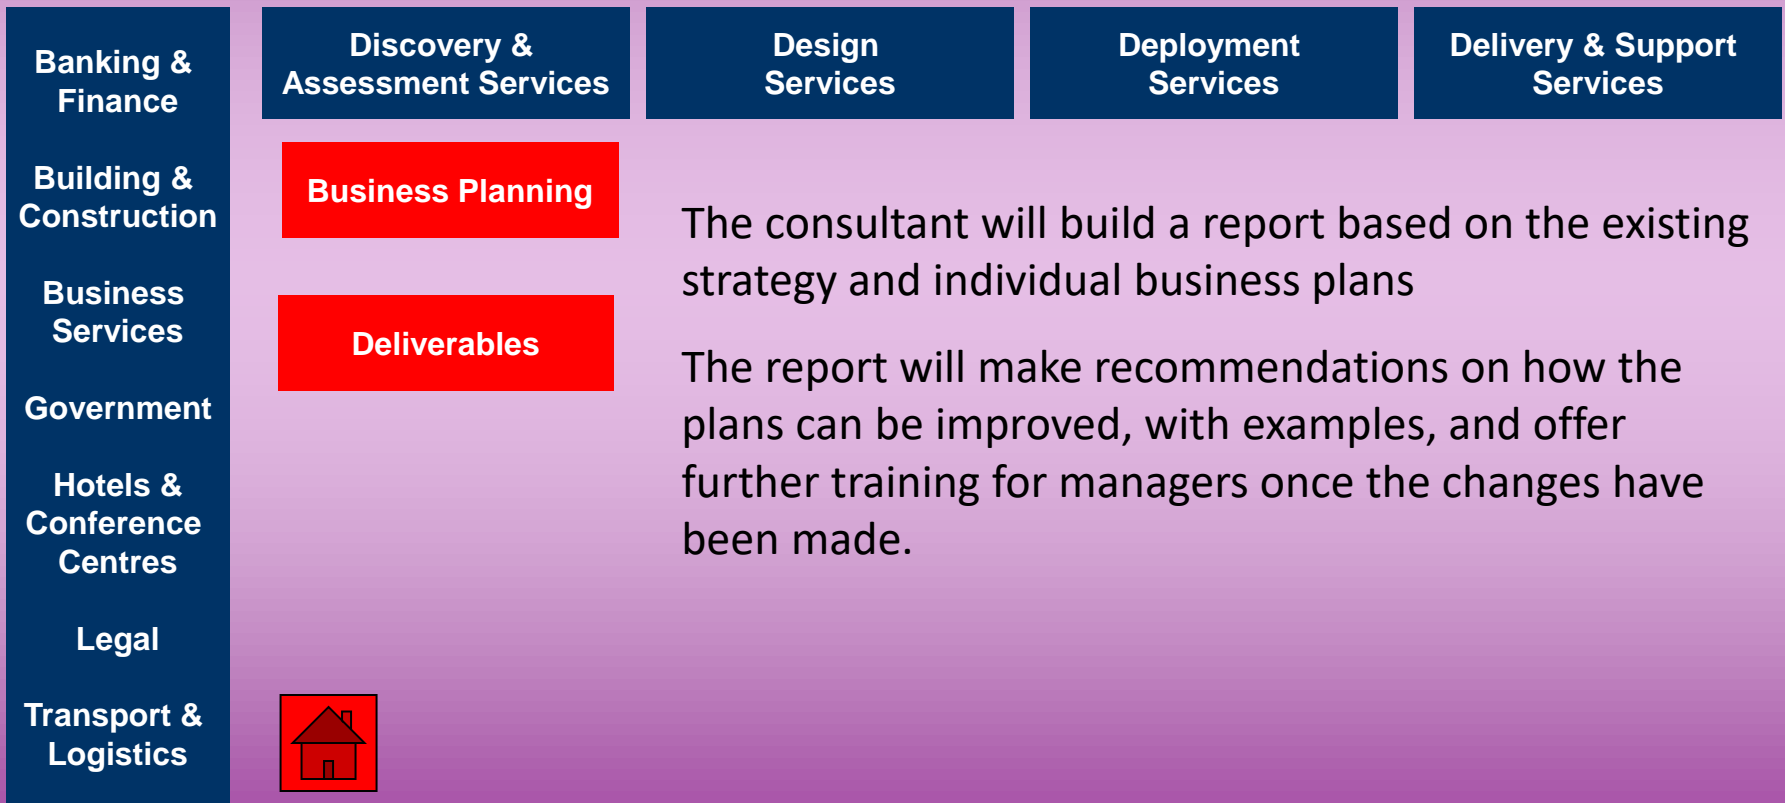 Banking &
Finance
Building &
Construction
Business
Services
Government
Hotels &
Conference
Centres
Legal
Transport &
Logistics
Discovery &
Assessment Services
Design
Services
Deployment
Services
Delivery & Support
Services
Business Planning
Deliverables
The consultant will build a report based on the existing
strategy and individual business plans
The report will make recommendations on how the
plans can be improved, with examples, and offer
further training for managers once the changes have
been made.